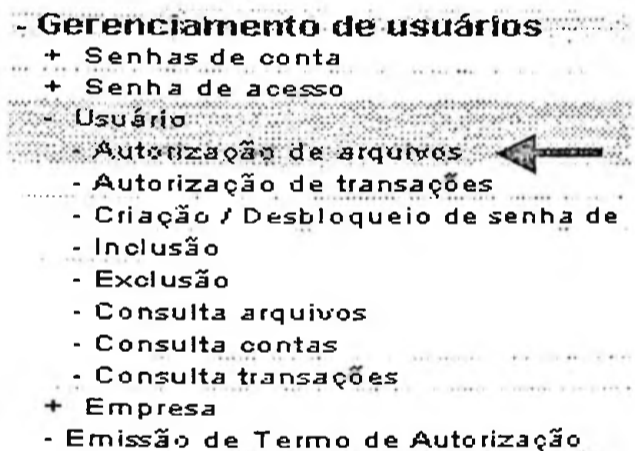 - Gerenciamento de usuários
+ Senhas de conta
+ Senha de acesso
- Usuário
- Autorização de arquivos
- Autorização de transações
- Criação / Desbloqueio de senha de
- Inclusão
- Exclusão
- Consulta arquivos
- Consulta contas
- Consulta transações
+ Empresa
- Emissão de Termo de Autorização